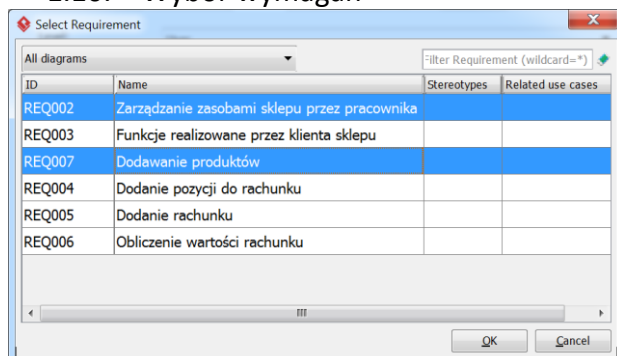 Select Requirement
All diagrams
Filter Requirement (wildcard=*)
ID Name Stereotypes Related use cases
REQ002 Zarządzanie zasobami sklepu przez pracownika
REQ003 Funkcje realizowane przez klienta sklepu
REQ007 Dodawanie produktów
REQ004 Dodanie pozycji do rachunku
REQ005 Dodanie rachunku
REQ006 Obliczenie wartości rachunku
OK Cancel